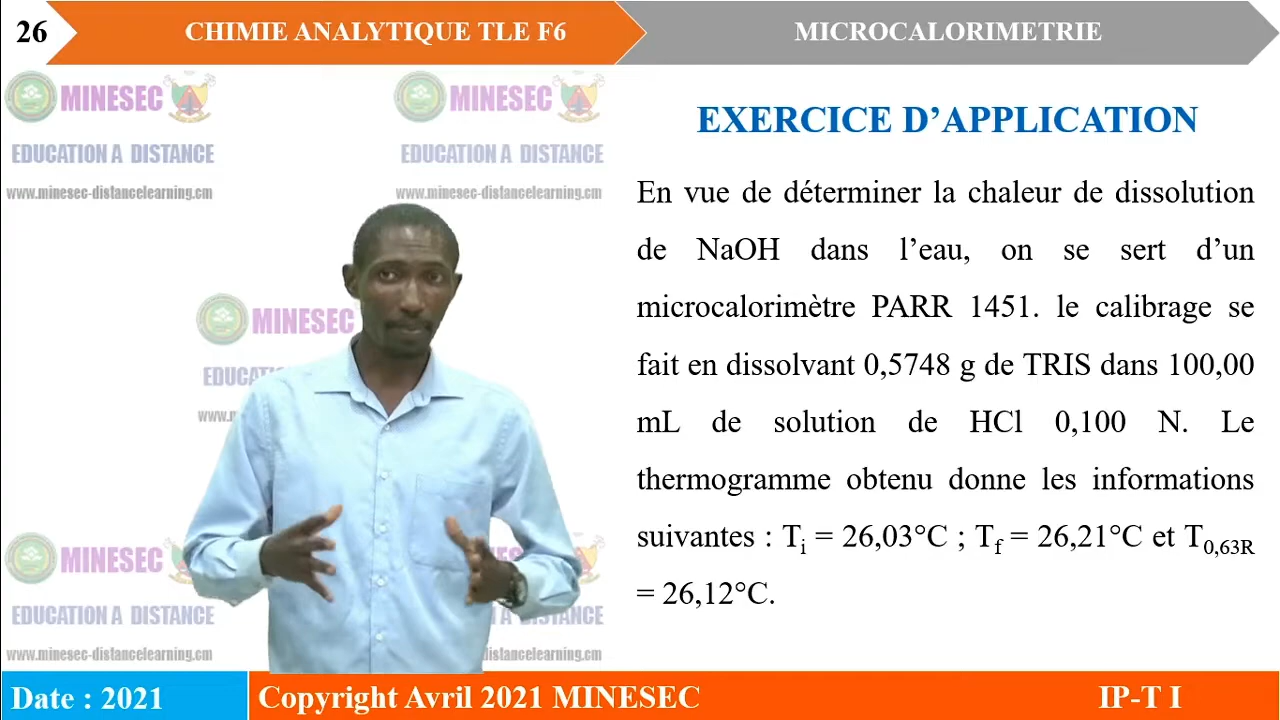 26
CHIMIE ANALYTIQUE TLE F6
MICROCALORIMETRIE
MINESEC
EDUCATION A DISTANCE
www.minesec-distancelearning.cm
MINESEC
EDUCATION A DISTANCE
www.minesec-distancelearning.cm
EXERCICE D’APPLICATION
En vue de déterminer la chaleur de dissolution
de NaOH dans l’eau, on se sert d’un
microcalorimètre PARR 1451. le calibrage se
fait en dissolvant 0,5748 g de TRIS dans 100,00
mL de solution de HCl 0,100 N. Le
thermogramme obtenu donne les informations
suivantes : Ti = 26,03°C ; Tf = 26,21°C et T0,63R
= 26,12°C.
MINESEC
MINESEC
EDUCATION A DISTANCE
www.minesec-distancelearning.cm
Date : 2021
Copyright Avril 2021 MINESEC
IP-T I